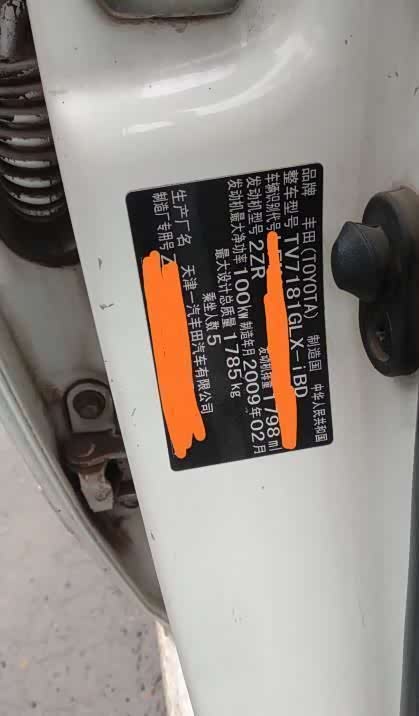 品牌 丰田(TOYOTA) 制造国 中华人民共和国
整车型号 TV7181GLX-iBD
车辆识别代号
发动机型号 2ZR 发动机排量 1798ml
发动机最大净功率 100kW 制造年月 2009年02月
最大设计总质量 1785kg
乘坐人数 5
生产厂名 天津一汽丰田汽车有限公司
制造厂专用号